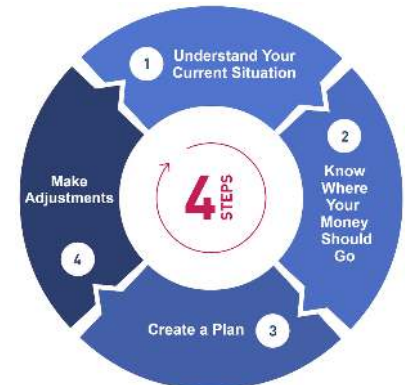 1
Understand Your
Current Situation
2
Know
Where
Your
Money
Should
Go
Create a Plan
3
Make
Adjustments
4
4
STEPS